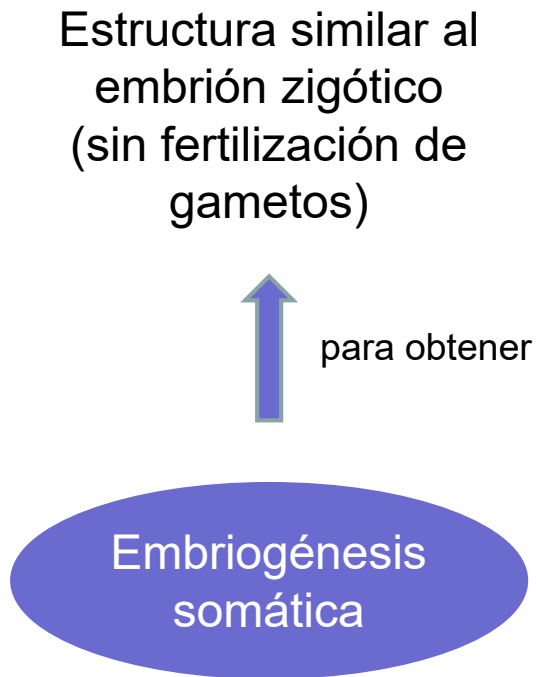 Estructura similar al
embrión zigótico
(sin fertilización de
gametos)
para obtener
Embriogénesis
somática